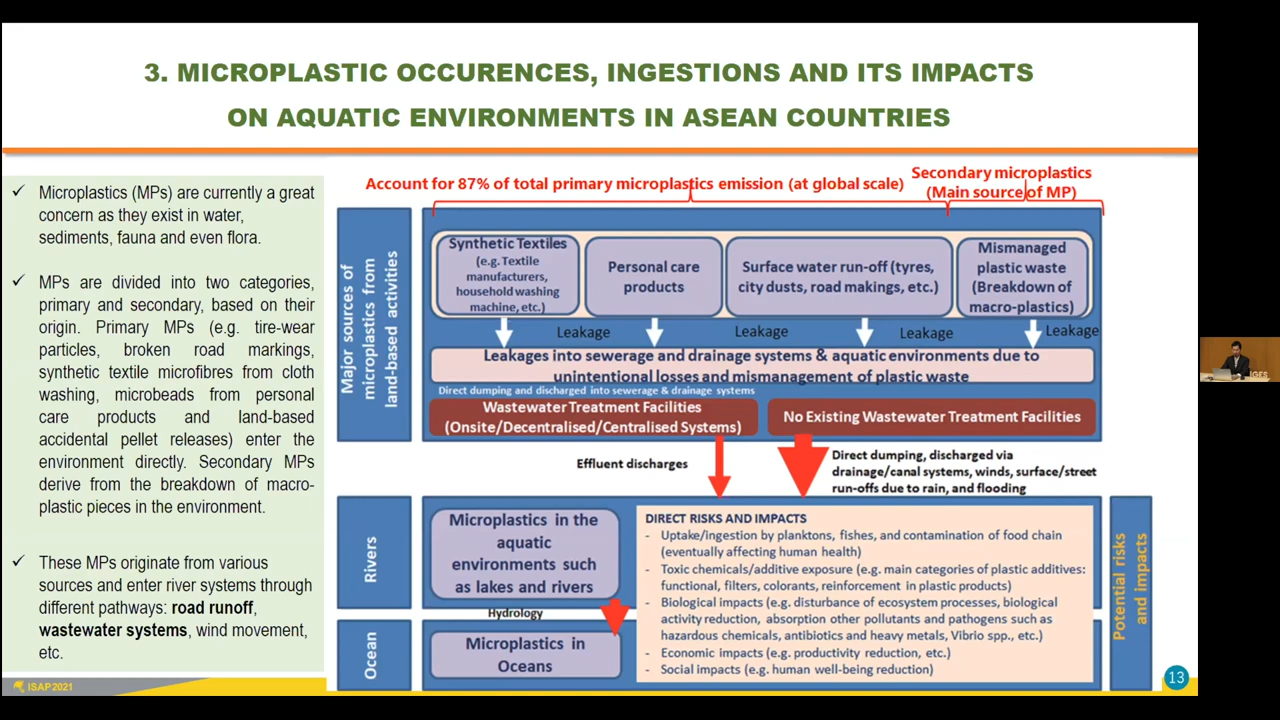 3. MICROPLASTIC OCCURENCES, INGESTIONS AND ITS IMPACTS
ON AQUATIC ENVIRONMENTS IN ASEAN COUNTRIES
✓ Microplastics (MPs) are currently a great
concern as they exist in water,
sediments, fauna and even flora.
✓ MPs are divided into two categories,
primary and secondary, based on their
origin. Primary MPs (e.g. tire-wear
particles, broken road markings,
synthetic textile microfibres from cloth
washing, microbeads from personal
care products and land-based
accidental pellet releases) enter the
environment directly. Secondary MPs
derive from the breakdown of macro-
plastic pieces in the environment.
✓ These MPs originate from various
sources and enter river systems through
different pathways: road runoff,
wastewater systems, wind movement,
etc.
ISAP2021
Account for 87% of total primary microplastics emission (at global scale)
Secondary microplastics
(Main source of MP)
Major sources of
microplastics from
land-based activities
Synthetic Textiles
(e.g. Textile
manufacturers,
household washing
machine, etc.)
Personal care
products
Surface water run-off (tyres,
city dusts, road makings, etc.)
Mismanaged
plastic waste
(Breakdown of
macro-plastics)
Leakage
Leakage
Leakage
Leakage
Leakages into sewerage and drainage systems & aquatic environments due to
unintentional losses and mismanagement of plastic waste
Direct dumping and discharged into sewerage & drainage systems
Wastewater Treatment Facilities
(Onsite/Decentralised/Centralised Systems)
No Existing Wastewater Treatment Facilities
Effluent discharges
Direct dumping, discharged via
drainage/canal systems, winds, surface/street
run-offs due to rain, and flooding
Rivers
Microplastics in the
aquatic
environments such
as lakes and rivers
Hydrology
Ocean
Microplastics in
Oceans
DIRECT RISKS AND IMPACTS
- Uptake/ingestion by planktons, fishes, and contamination of food chain
(eventually affecting human health)
- Toxic chemicals/additive exposure (e.g. main categories of plastic additives:
functional, filters, colorants, reinforcement in plastic products)
- Biological impacts (e.g. disturbance of ecosystem processes, biological
activity reduction, absorption other pollutants and pathogens such as
hazardous chemicals, antibiotics and heavy metals, Vibrio spp., etc.)
- Economic impacts (e.g. productivity reduction, etc.)
- Social impacts (e.g. human well-being reduction)
Potential risks
and impacts
13